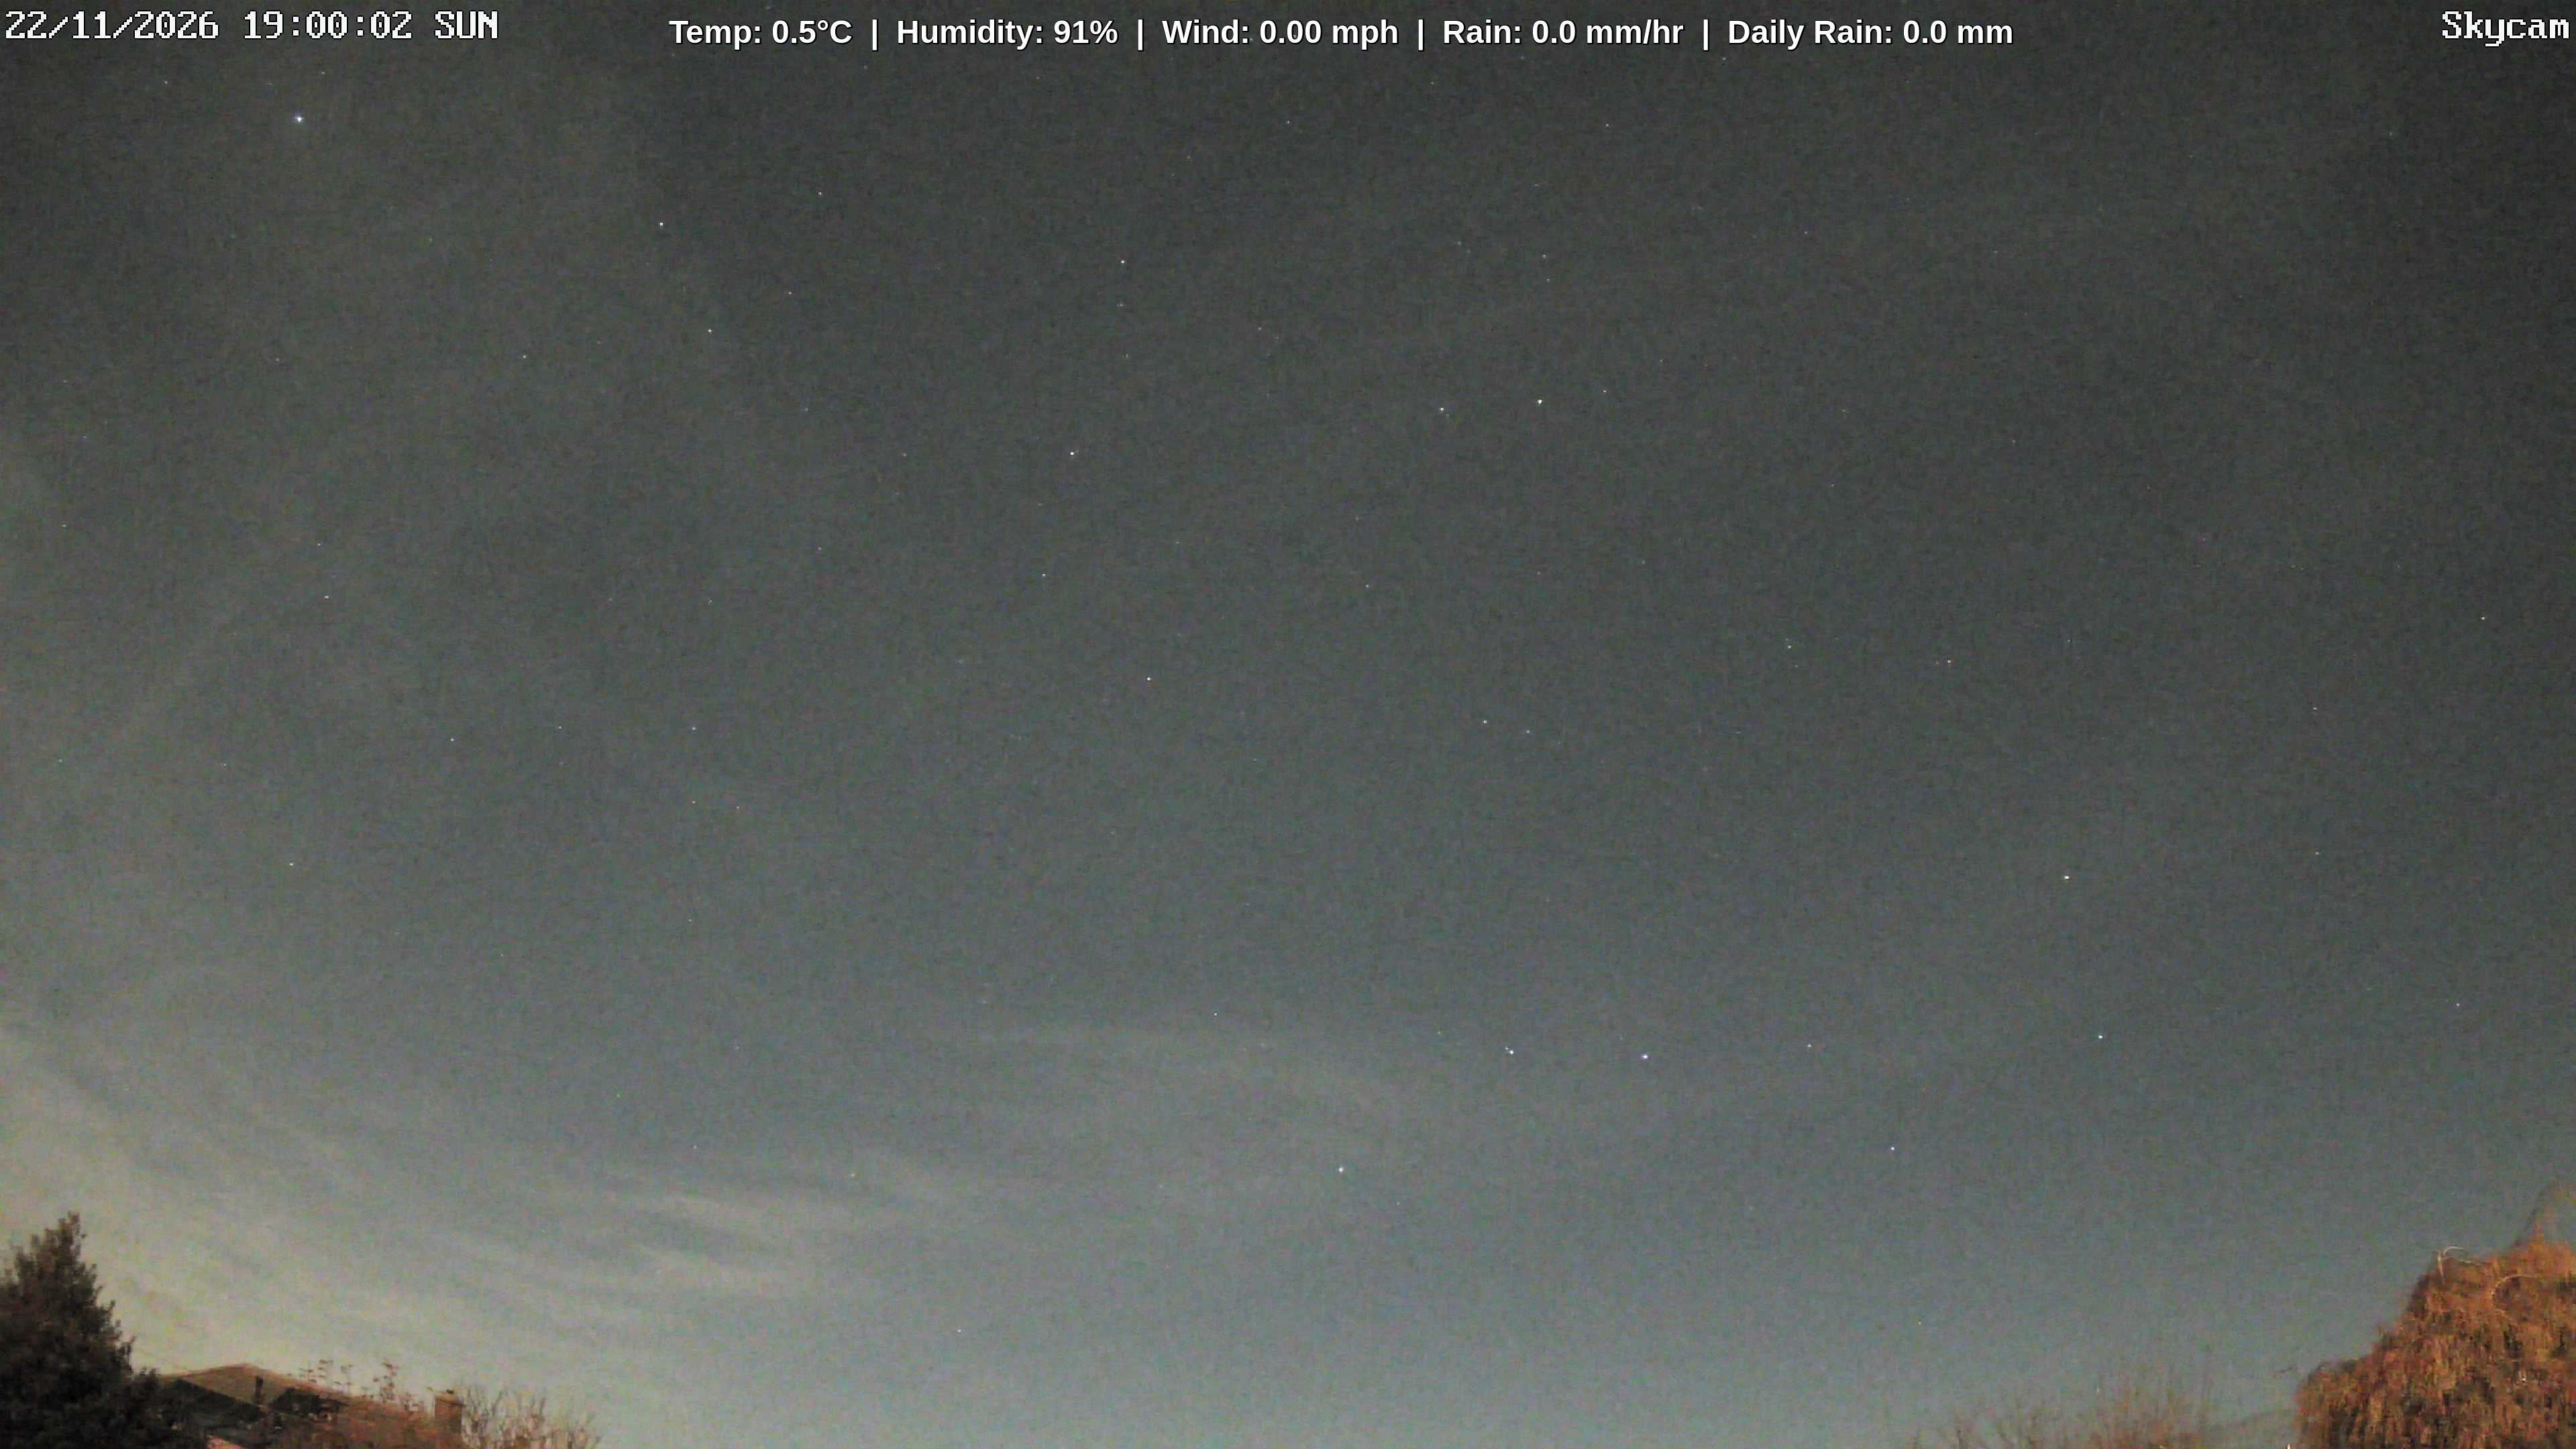 22/11/2026 19:00:02 SUN
Temp: 0.5°C | Humidity: 91% | Wind: 0.00 mph | Rain: 0.0 mm/hr | Daily Rain: 0.0 mm
Skycam